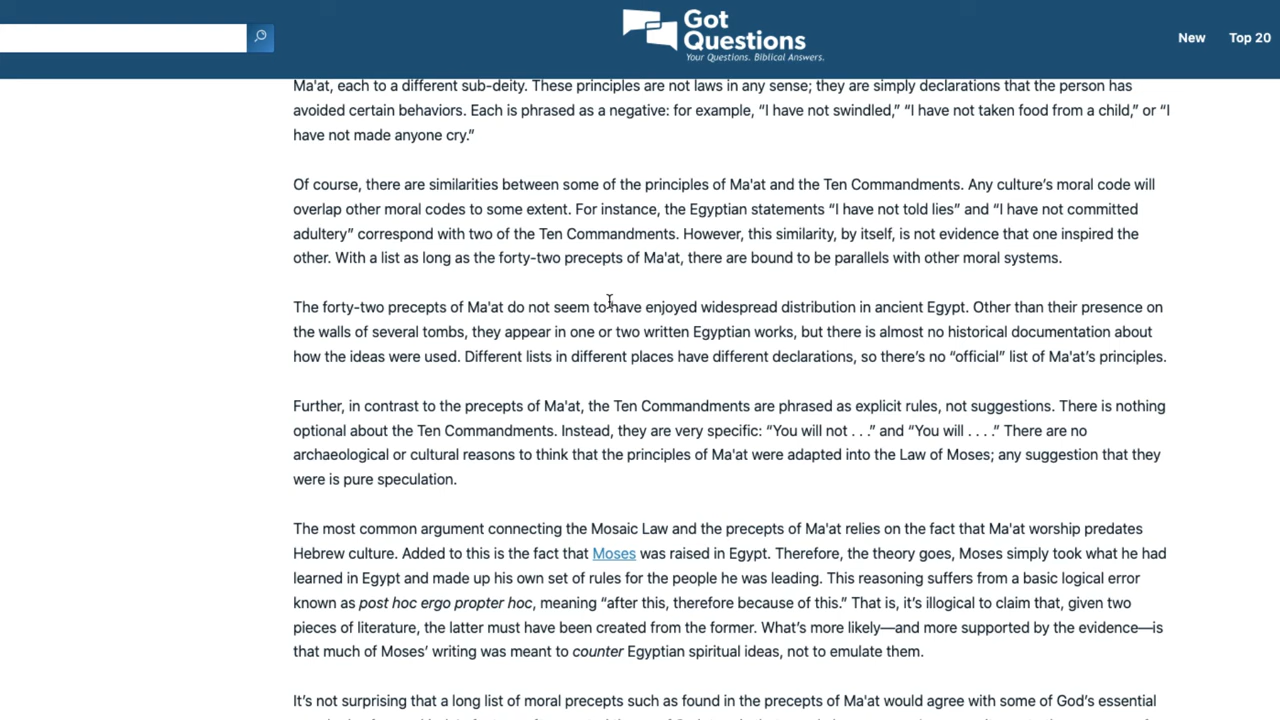 Got
Questions
Your Questions. Biblical Answers.
New Top 20
Ma'at, each to a different sub-deity. These principles are not laws in any sense; they are simply declarations that the person has
avoided certain behaviors. Each is phrased as a negative: for example, “I have not swindled,” “I have not taken food from a child,” or “I
have not made anyone cry.”
Of course, there are similarities between some of the principles of Ma'at and the Ten Commandments. Any culture’s moral code will
overlap other moral codes to some extent. For instance, the Egyptian statements “I have not told lies” and “I have not committed
adultery” correspond with two of the Ten Commandments. However, this similarity, by itself, is not evidence that one inspired the
other. With a list as long as the forty-two precepts of Ma'at, there are bound to be parallels with other moral systems.
The forty-two precepts of Ma'at do not seem to have enjoyed widespread distribution in ancient Egypt. Other than their presence on
the walls of several tombs, they appear in one or two written Egyptian works, but there is almost no historical documentation about
how the ideas were used. Different lists in different places have different declarations, so there’s no “official” list of Ma'at’s principles.
Further, in contrast to the precepts of Ma'at, the Ten Commandments are phrased as explicit rules, not suggestions. There is nothing
optional about the Ten Commandments. Instead, they are very specific: “You will not . . .” and “You will . . . .” There are no
archaeological or cultural reasons to think that the principles of Ma'at were adapted into the Law of Moses; any suggestion that they
were is pure speculation.
The most common argument connecting the Mosaic Law and the precepts of Ma'at relies on the fact that Ma'at worship predates
Hebrew culture. Added to this is the fact that Moses was raised in Egypt. Therefore, the theory goes, Moses simply took what he had
learned in Egypt and made up his own set of rules for the people he was leading. This reasoning suffers from a basic logical error
known as post hoc ergo propter hoc, meaning “after this, therefore because of this.” That is, it’s illogical to claim that, given two
pieces of literature, the latter must have been created from the former. What’s more likely—and more supported by the evidence—is
that much of Moses’ writing was meant to counter Egyptian spiritual ideas, not to emulate them.
It’s not surprising that a long list of moral precepts such as found in the precepts of Ma'at would agree with some of God’s essential